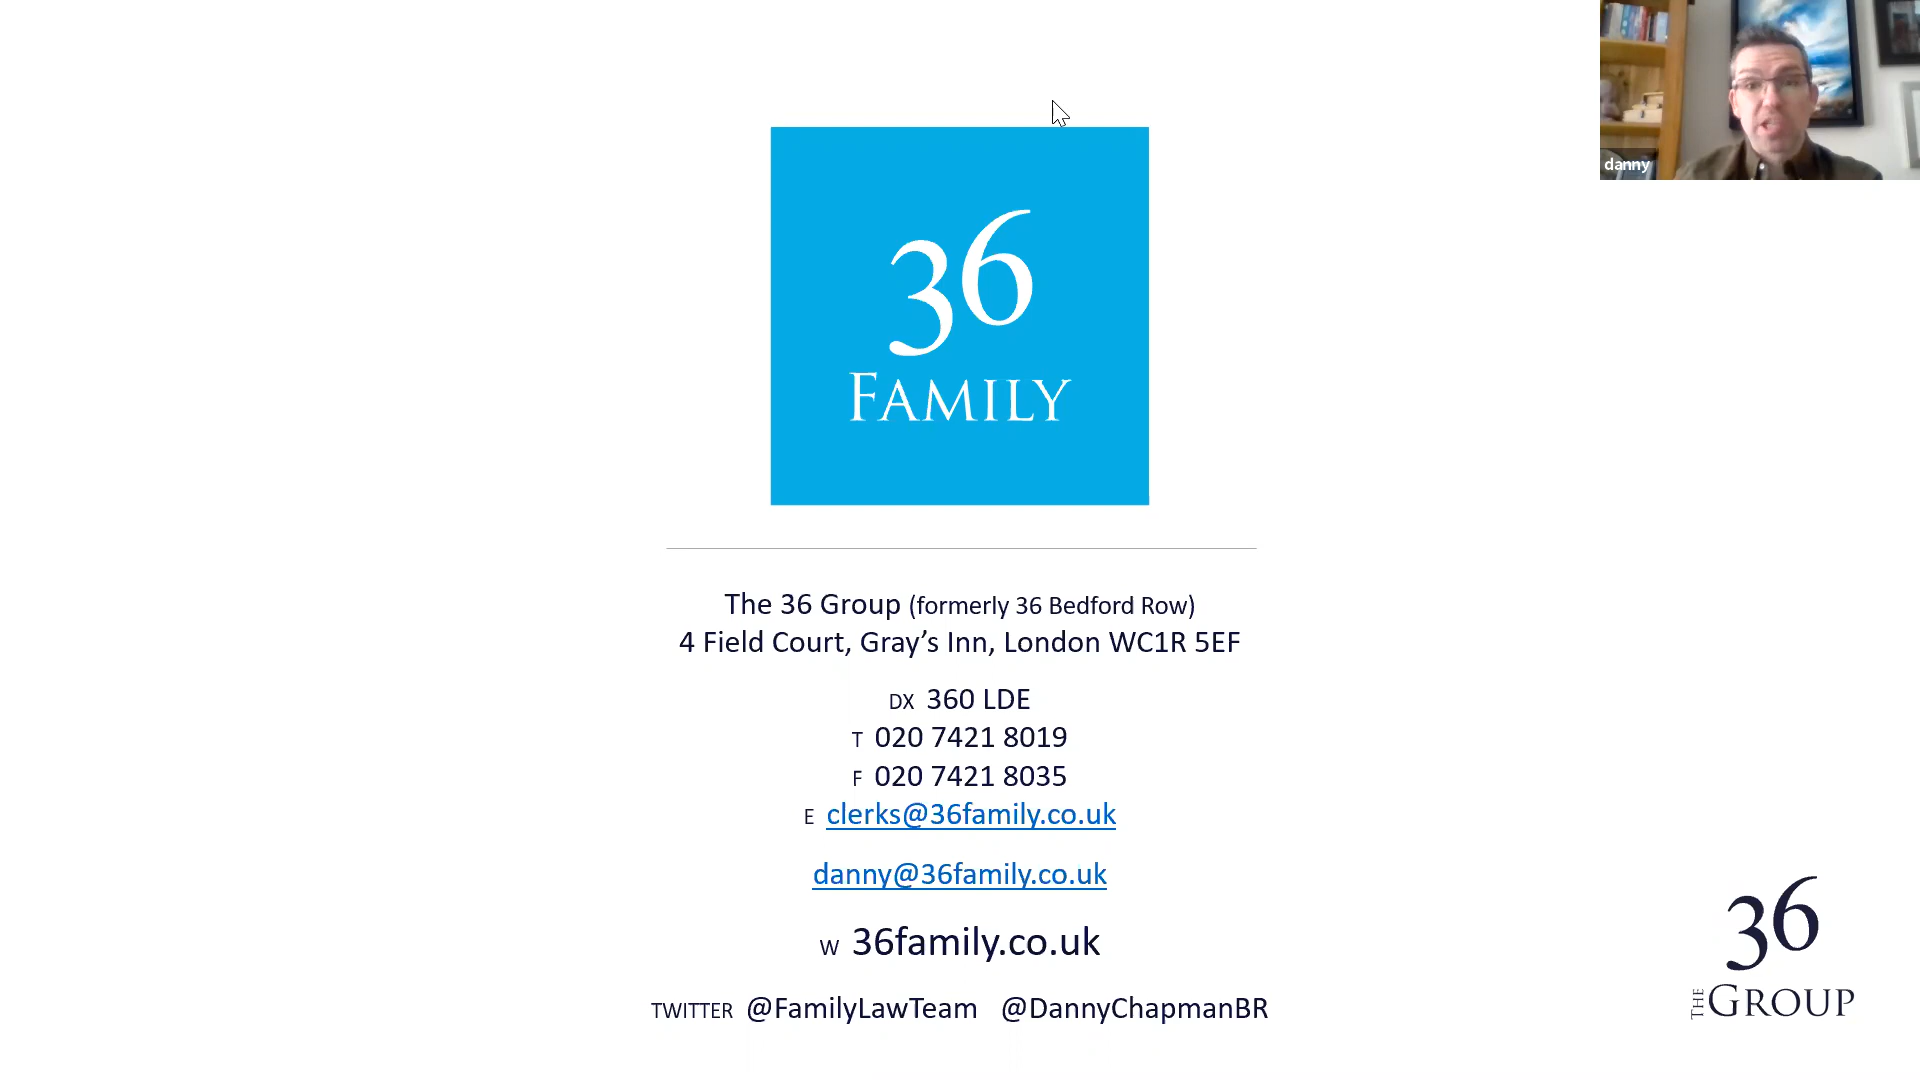 danny
36
FAMILY
The 36 Group (formerly 36 Bedford Row)
4 Field Court, Gray’s Inn, London WC1R 5EF
DX 360 LDE
T 020 7421 8019
F 020 7421 8035
E clerks@36family.co.uk
danny@36family.co.uk
W 36family.co.uk
TWITTER @FamilyLawTeam @DannyChapmanBR
36
THE GROUP